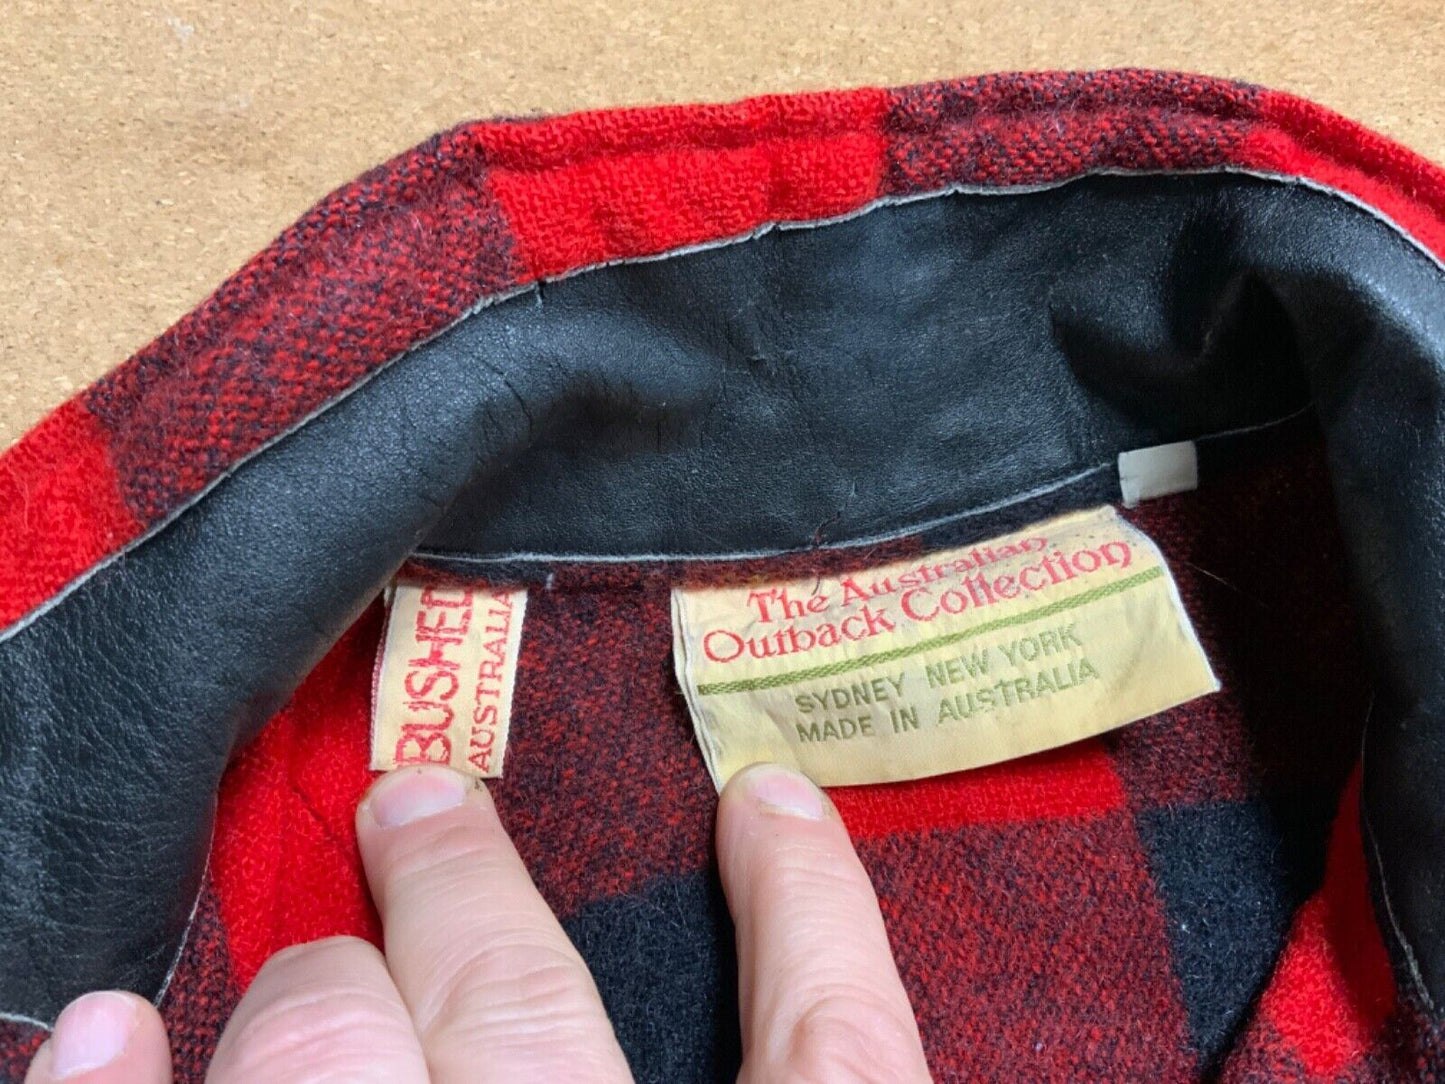 BUSHED
AUSTRALIA
The Australian
Outback Collection
SYDNEY NEW YORK
MADE IN AUSTRALIA